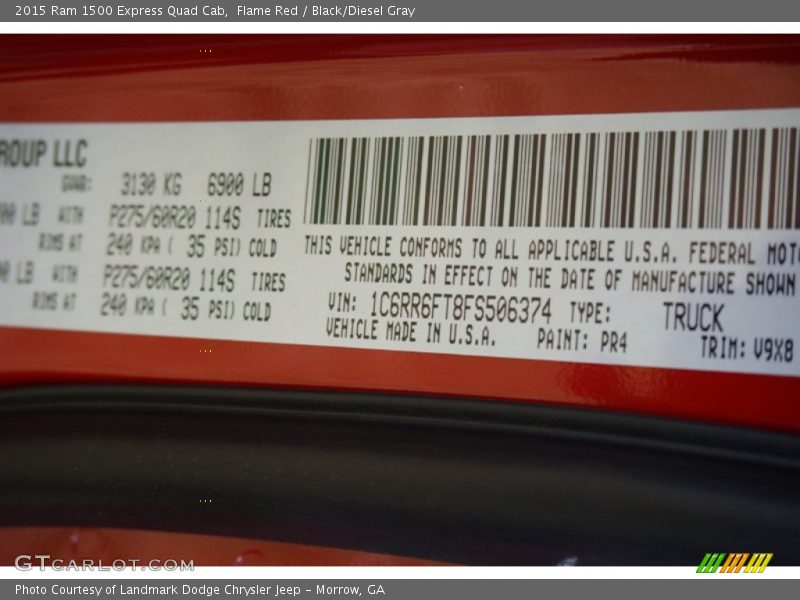 2015 Ram 1500 Express Quad Cab,  Flame Red / Black/Diesel Gray
ROUP LLC
GVWR: 3130 KG 6900 LB
00 LB WITH P275/60R20 114S TIRES
RIMS AT 240 KPA ( 35 PSI) COLD
00 LB WITH P275/60R20 114S TIRES
RIMS AT 240 KPA ( 35 PSI) COLD
THIS VEHICLE CONFORMS TO ALL APPLICABLE U.S.A. FEDERAL MOTO
STANDARDS IN EFFECT ON THE DATE OF MANUFACTURE SHOWN
VIN: 1C6RR6FT8FS506374 TYPE: TRUCK
VEHICLE MADE IN U.S.A. PAINT: PR4 TRIM: V9X8
GTCARLOT.COM
Photo Courtesy of Landmark Dodge Chrysler Jeep – Morrow, GA